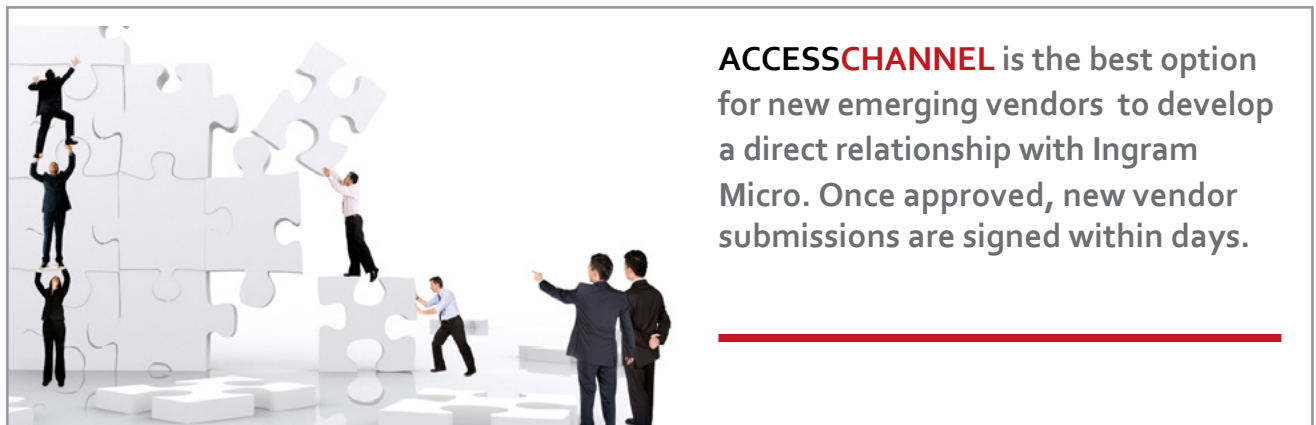 ACCESSCHANNEL is the best option
for new emerging vendors  to develop
a direct relationship with Ingram
Micro. Once approved, new vendor
submissions are signed within days.